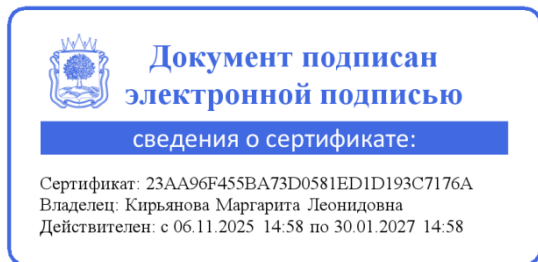 Документ подписан
электронной подписью
сведения о сертификате:
Сертификат: 23AA96F455BA73D0581ED1D193C7176A
Владелец: Кирьянова Маргарита Леонидовна
Действителен: с 06.11.2025 14:58 по 30.01.2027 14:58